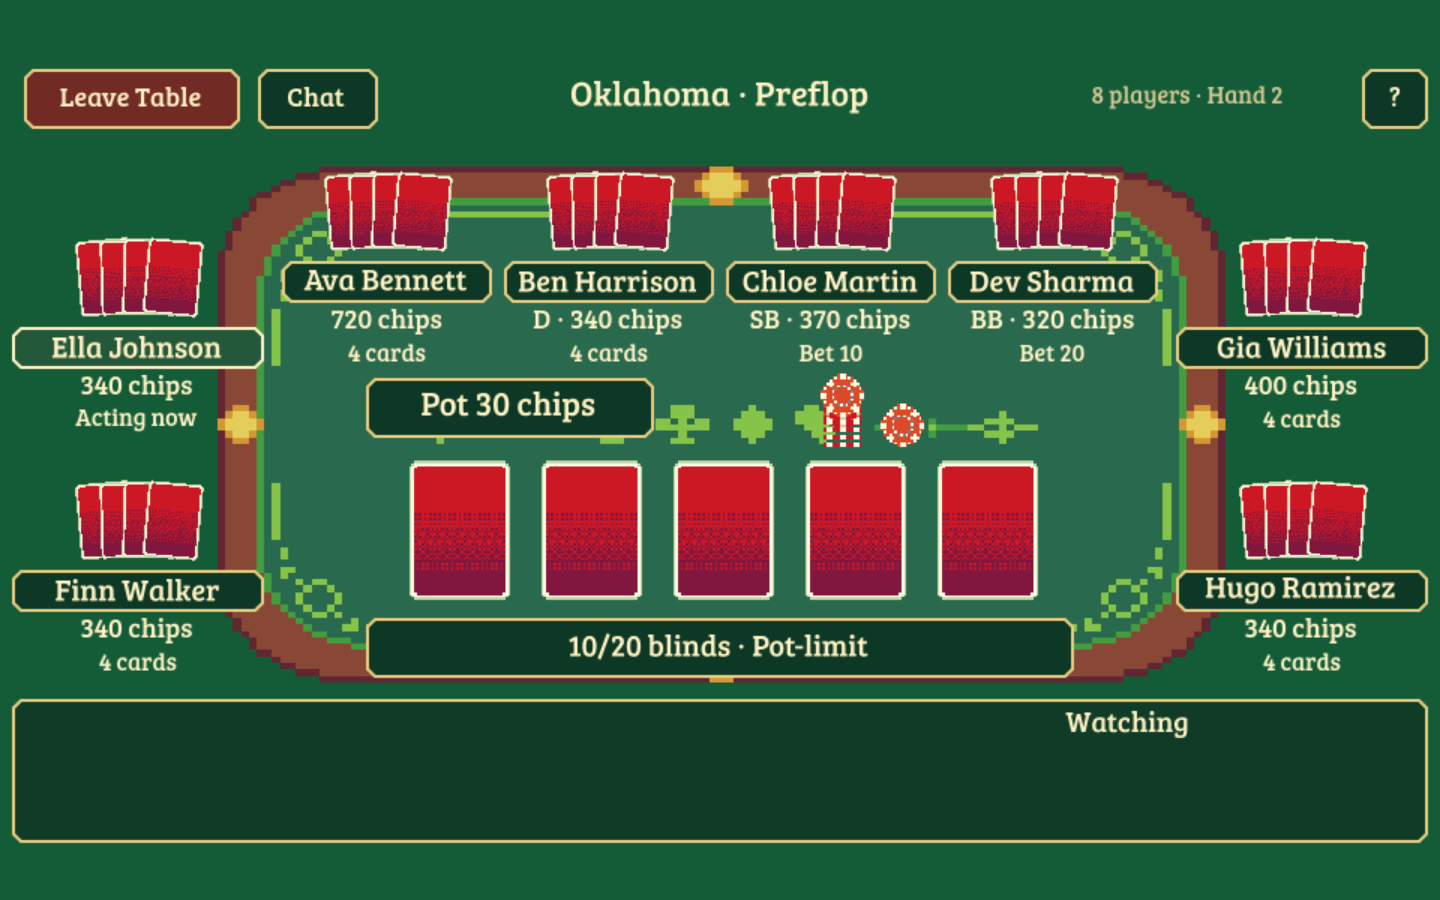 Leave Table
Chat
Oklahoma · Preflop
8 players · Hand 2
?
Ava Bennett
720 chips
4 cards
Ben Harrison
D · 340 chips
4 cards
Chloe Martin
SB · 370 chips
Bet 10
Dev Sharma
BB · 320 chips
Bet 20
Ella Johnson
340 chips
Acting now
Gia Williams
400 chips
4 cards
Pot 30 chips
Finn Walker
340 chips
4 cards
Hugo Ramirez
340 chips
4 cards
10/20 blinds · Pot-limit
Watching